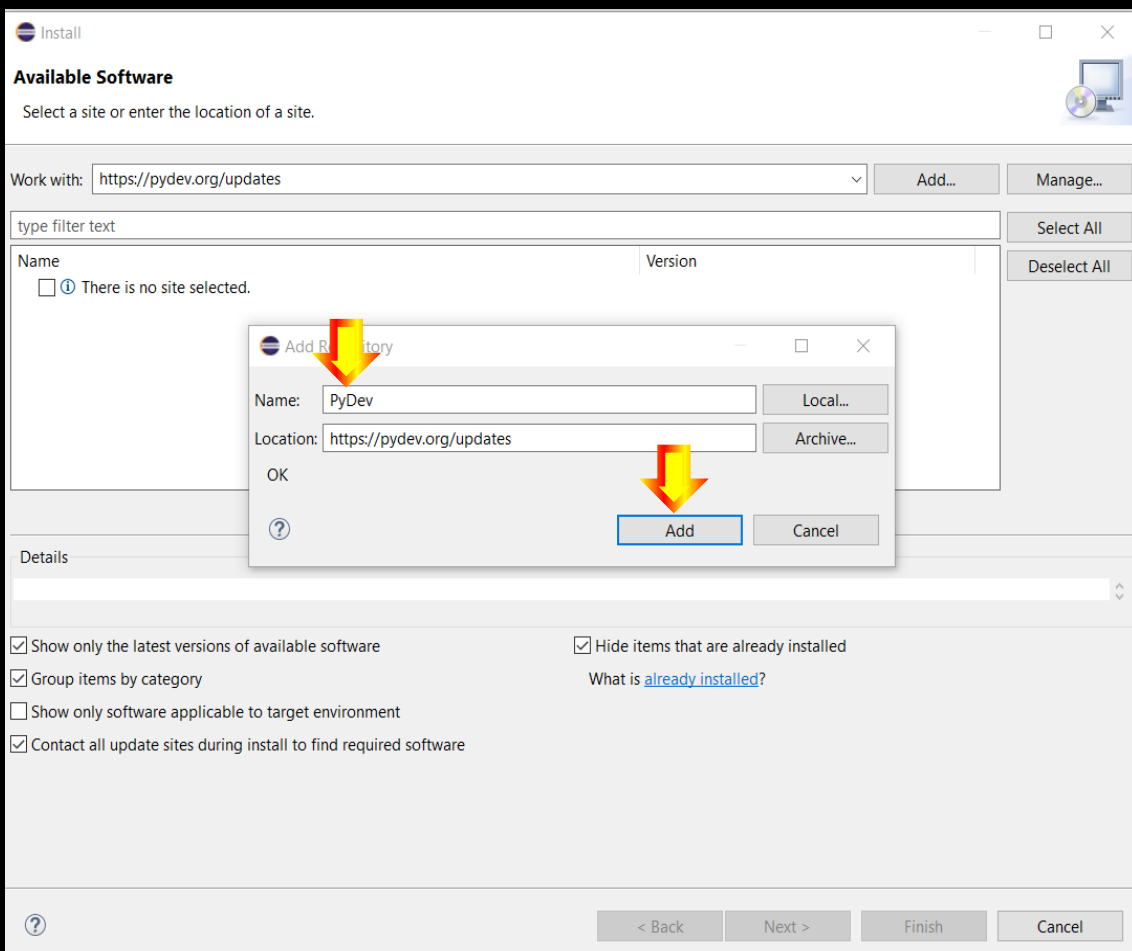 Install
Available Software
Select a site or enter the location of a site.
Work with: https://pydev.org/updates Add... Manage...
type filter text Select All
Name Version Deselect All
There is no site selected.
Add R itory
Name: PyDev Local...
Location: https://pydev.org/updates Archive...
OK
Add Cancel
Details
Show only the latest versions of available software Hide items that are already installed
Group items by category What is already installed?
Show only software applicable to target environment
Contact all update sites during install to find required software
< Back Next > Finish Cancel